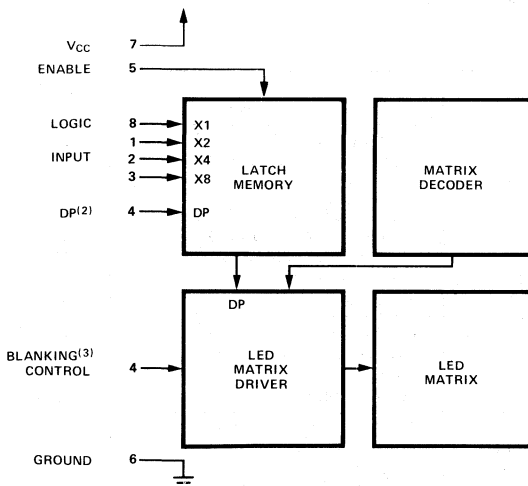 VCC 7
ENABLE 5
LOGIC 8 X1
1 X2
INPUT 2 X4
3 X8
LATCH MEMORY
MATRIX DECODER
DP(2) 4 DP
DP
BLANKING(3) CONTROL 4
LED MATRIX DRIVER
LED MATRIX
GROUND 6